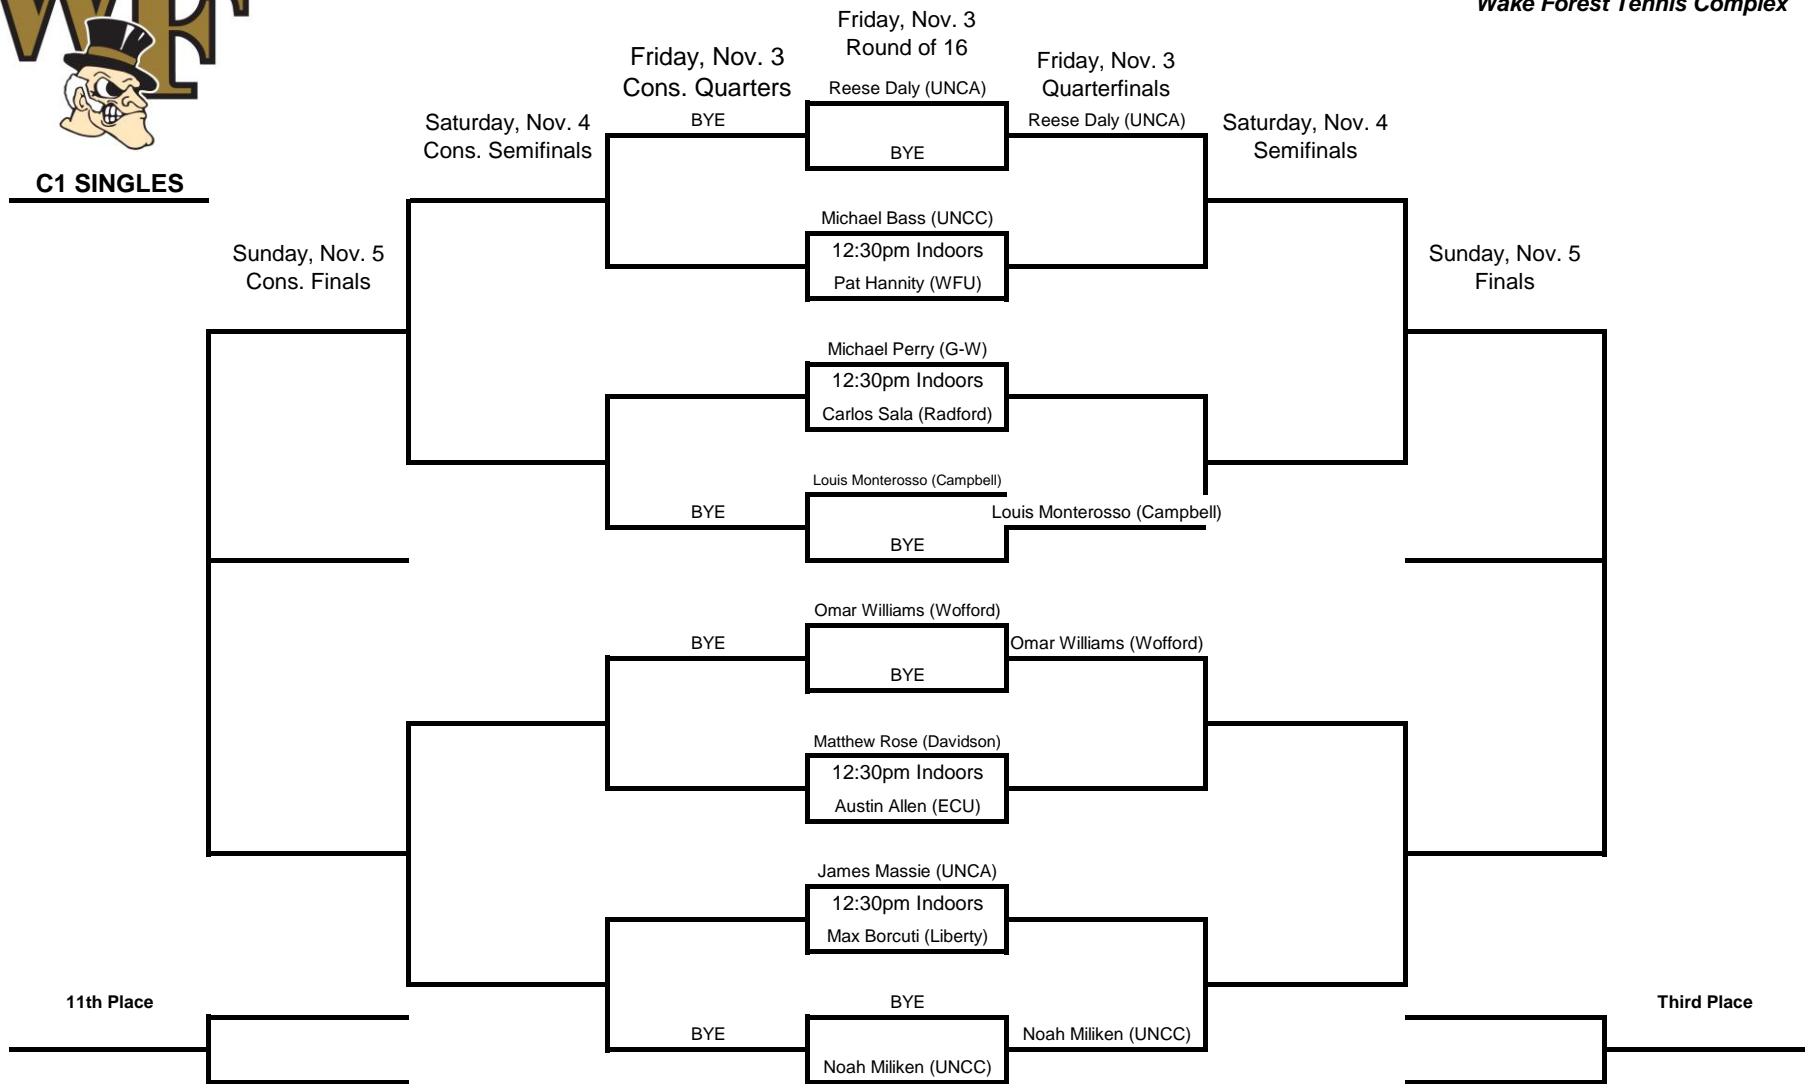 WF
Wake Forest Tennis Complex
Friday, Nov. 3
Round of 16
Friday, Nov. 3
Cons. Quarters
Friday, Nov. 3
Quarterfinals
Reese Daly (UNCA)
BYE
Reese Daly (UNCA)
Saturday, Nov. 4
Cons. Semifinals
Saturday, Nov. 4
Semifinals
BYE
C1 SINGLES
Michael Bass (UNCC)
12:30pm Indoors
Pat Hannity (WFU)
Sunday, Nov. 5
Cons. Finals
Sunday, Nov. 5
Finals
Michael Perry (G-W)
12:30pm Indoors
Carlos Sala (Radford)
Louis Monterosso (Campbell)
BYE
Louis Monterosso (Campbell)
BYE
Omar Williams (Wofford)
BYE
Omar Williams (Wofford)
BYE
Matthew Rose (Davidson)
12:30pm Indoors
Austin Allen (ECU)
James Massie (UNCA)
12:30pm Indoors
Max Borcuti (Liberty)
11th Place
BYE
Third Place
BYE
Noah Miliken (UNCC)
Noah Miliken (UNCC)